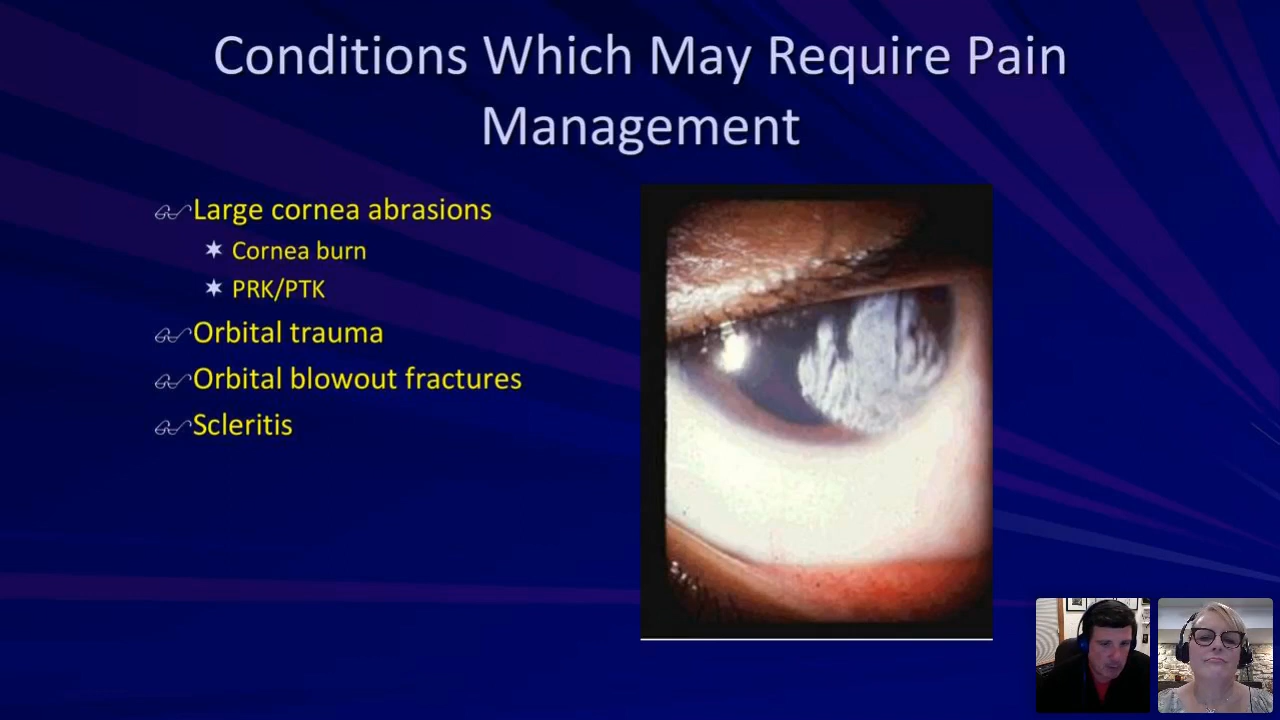 Conditions Which May Require Pain
Management
Large cornea abrasions
Cornea burn
PRK/PTK
Orbital trauma
Orbital blowout fractures
Scleritis